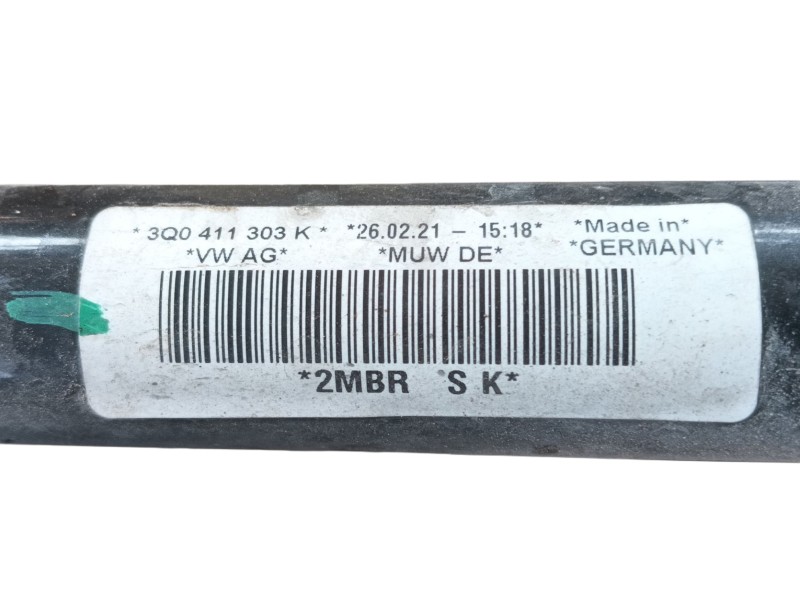 *3Q0 411 303 K* *26.02.21 – 15:18* *Made in*
*VW AG* *MUW DE* *GERMANY*
*2MBR S K*